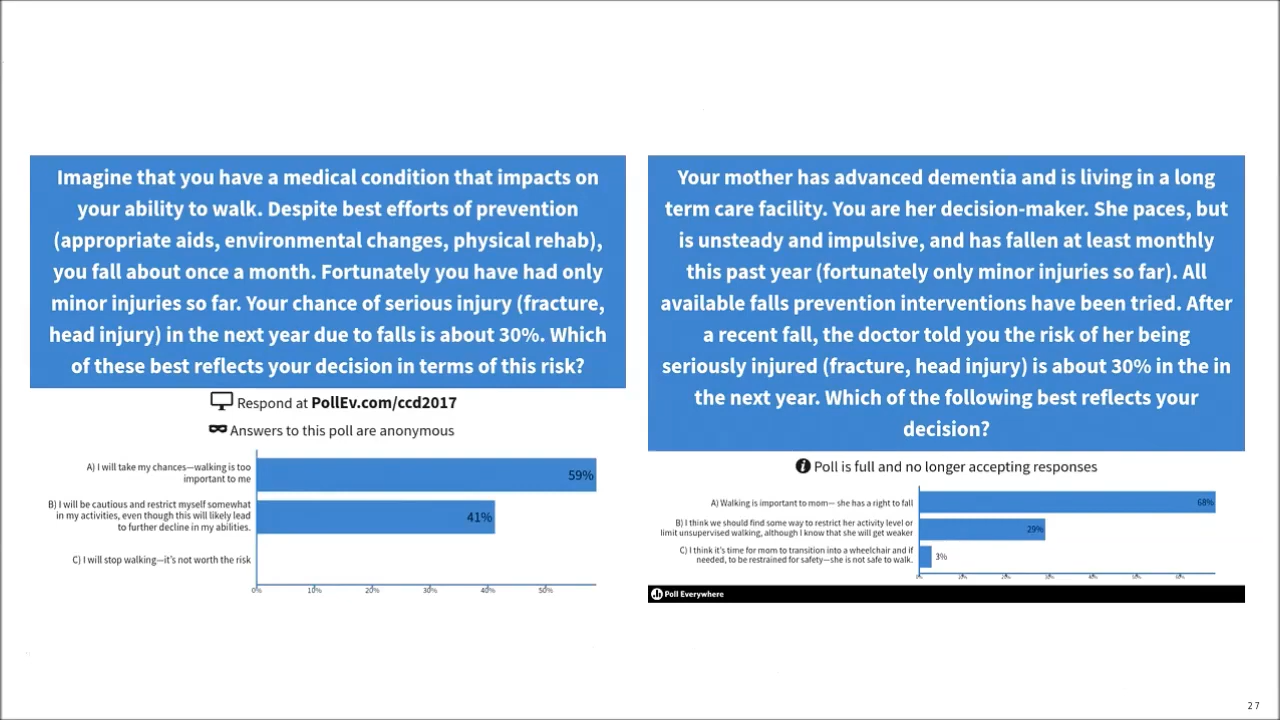 Imagine that you have a medical condition that impacts on
your ability to walk. Despite best efforts of prevention
(appropriate aids, environmental changes, physical rehab),
you fall about once a month. Fortunately you have had only
minor injuries so far. Your chance of serious injury (fracture,
head injury) in the next year due to falls is about 30%. Which
of these best reflects your decision in terms of this risk?
Respond at PollEv.com/ccd2017
Answers to this poll are anonymous
A) I will take my chances—walking is too
important to me
59%
B) I will be cautious and restrict myself somewhat
in my activities, even though this will likely lead
to further decline in my abilities.
41%
C) I will stop walking—it's not worth the risk
0% 10% 20% 30% 40% 50%
Your mother has advanced dementia and is living in a long
term care facility. You are her decision-maker. She paces, but
is unsteady and impulsive, and has fallen at least monthly
this past year (fortunately only minor injuries so far). All
available falls prevention interventions have been tried. After
a recent fall, the doctor told you the risk of her being
seriously injured (fracture, head injury) is about 30% in the in
the next year. Which of the following best reflects your
decision?
Poll is full and no longer accepting responses
A) Walking is important to mom— she has a right to fall
68%
B) I think we should find some way to restrict her activity level or
limit unsupervised walking, although I know that she will get weaker
29%
C) I think it's time for mom to transition into a wheelchair and if
needed, to be restrained for safety—she is not safe to walk.
3%
0% 10% 20% 30% 40% 50% 60%
Poll Everywhere
27